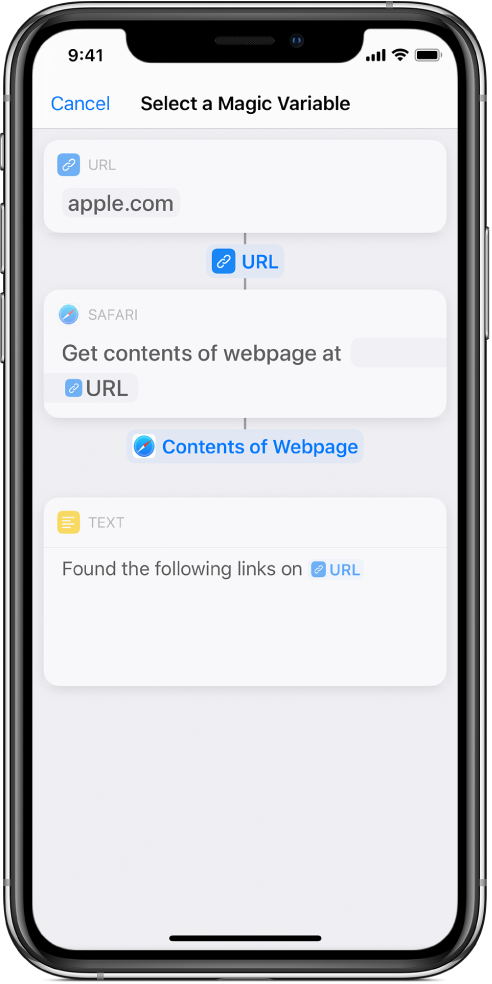 9:41
Cancel Select a Magic Variable
URL
apple.com
URL
SAFARI
Get contents of webpage at
URL
Contents of Webpage
TEXT
Found the following links on URL